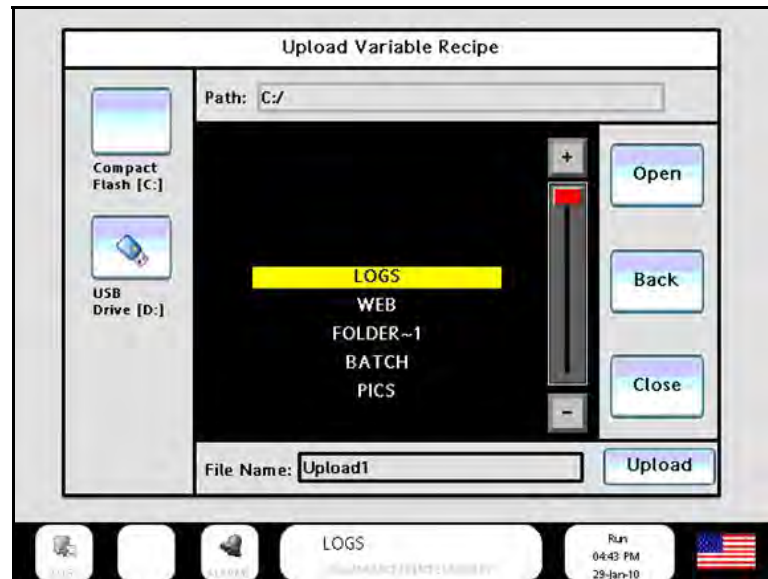 Upload Variable Recipe
Path: C:/
Compact
Flash [C:]
USB
Drive [D:]
+
LOGS
WEB
FOLDER~1
BATCH
PICS
-
Open
Back
Close
File Name: Upload1
Upload
LOGS
Run
04:43 PM
29-Jan-10